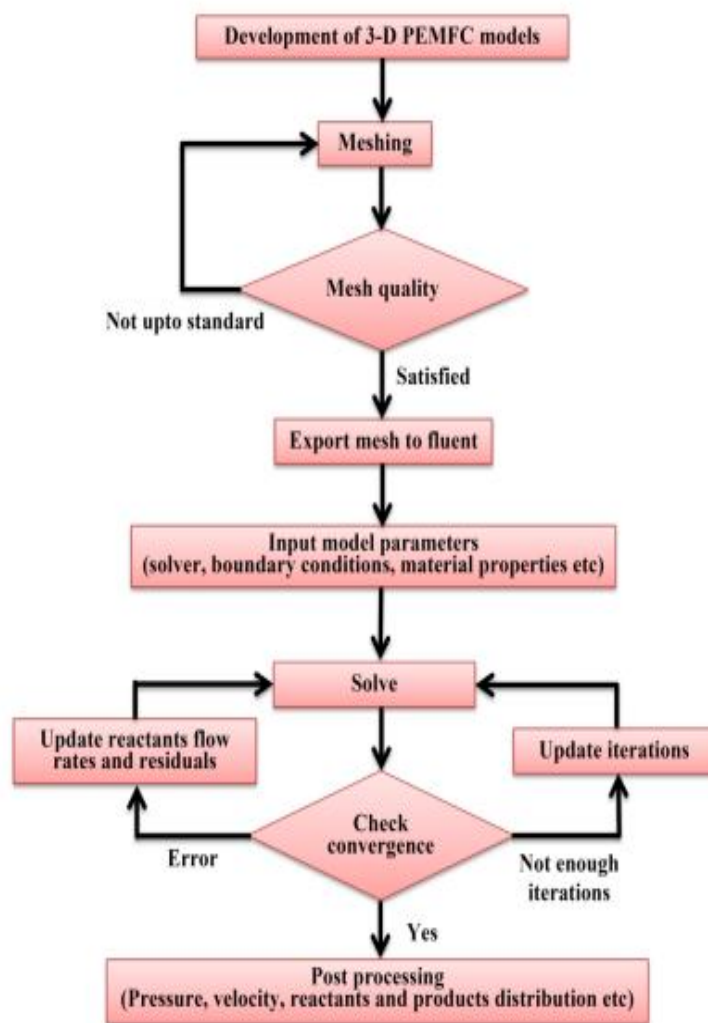 Development of 3-D PEMFC models
Meshing
Mesh quality
Not upto standard
Satisfied
Export mesh to fluent
Input model parameters
(solver, boundary conditions, material properties etc)
Solve
Update reactants flow
rates and residuals
Update iterations
Check
convergence
Error
Not enough
iterations
Yes
Post processing
(Pressure, velocity, reactants and products distribution etc)